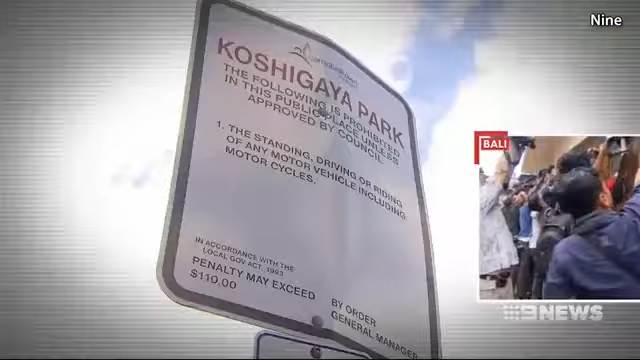 Nine
KOSHIGAYA PARK
THE FOLLOWING IS PROHIBITED
IN THIS PUBLIC PLACE UNLESS
APPROVED BY COUNCIL.
1. THE STANDING, DRIVING OR RIDING
OF ANY MOTOR VEHICLE INCLUDING
MOTOR CYCLES.
IN ACCORDANCE WITH THE
LOCAL GOV ACT. 1993
PENALTY MAY EXCEED
$110.00
BY ORDER
GENERAL MANAGER
BALI
9NEWS